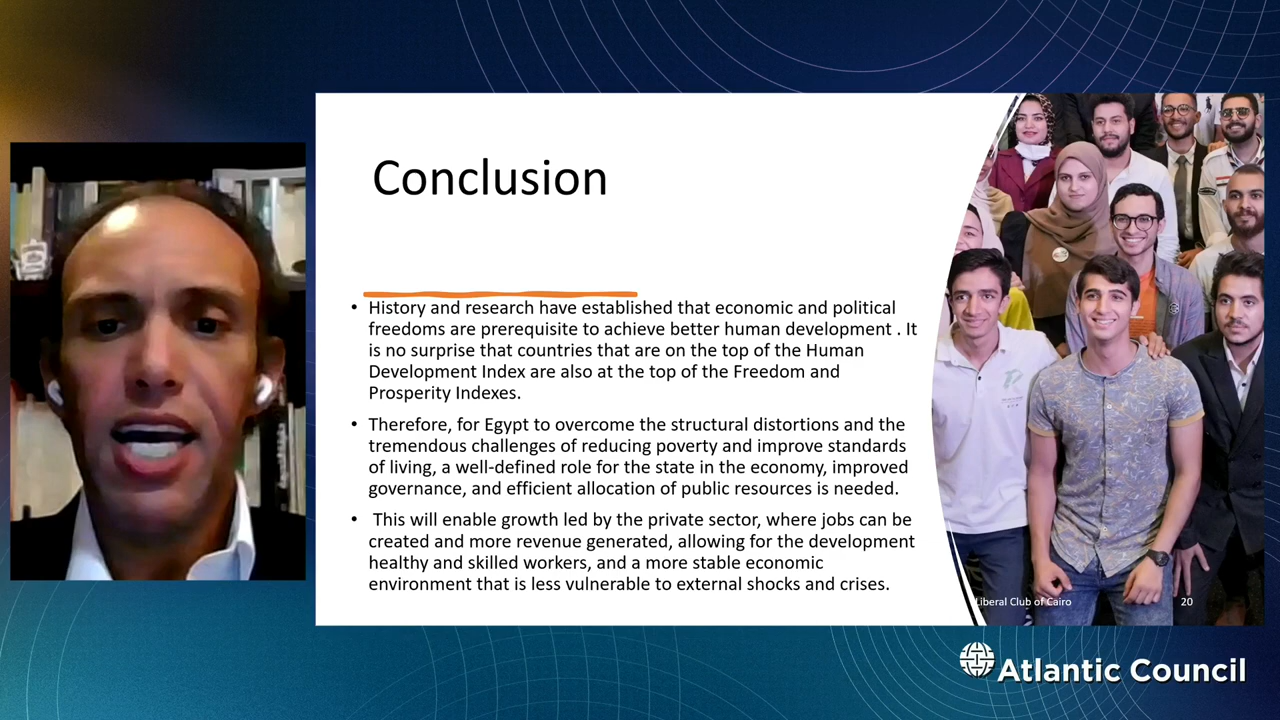 Conclusion
• History and research have established that economic and political
freedoms are prerequisite to achieve better human development . It
is no surprise that countries that are on the top of the Human
Development Index are also at the top of the Freedom and
Prosperity Indexes.
• Therefore, for Egypt to overcome the structural distortions and the
tremendous challenges of reducing poverty and improve standards
of living, a well-defined role for the state in the economy, improved
governance, and efficient allocation of public resources is needed.
• This will enable growth led by the private sector, where jobs can be
created and more revenue generated, allowing for the development
healthy and skilled workers, and a more stable economic
environment that is less vulnerable to external shocks and crises.
Liberal Club of Cairo 20
Atlantic Council